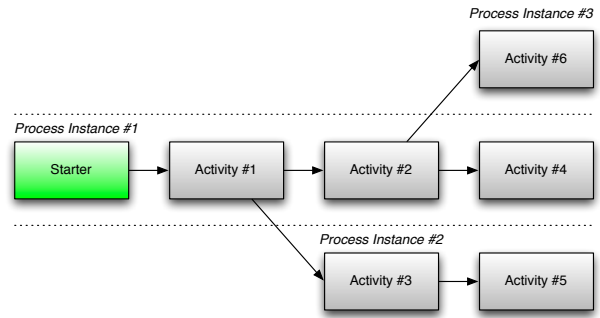 Process Instance #3
Activity #6
Process Instance #1
Starter
Activity #1
Activity #2
Activity #4
Process Instance #2
Activity #3
Activity #5